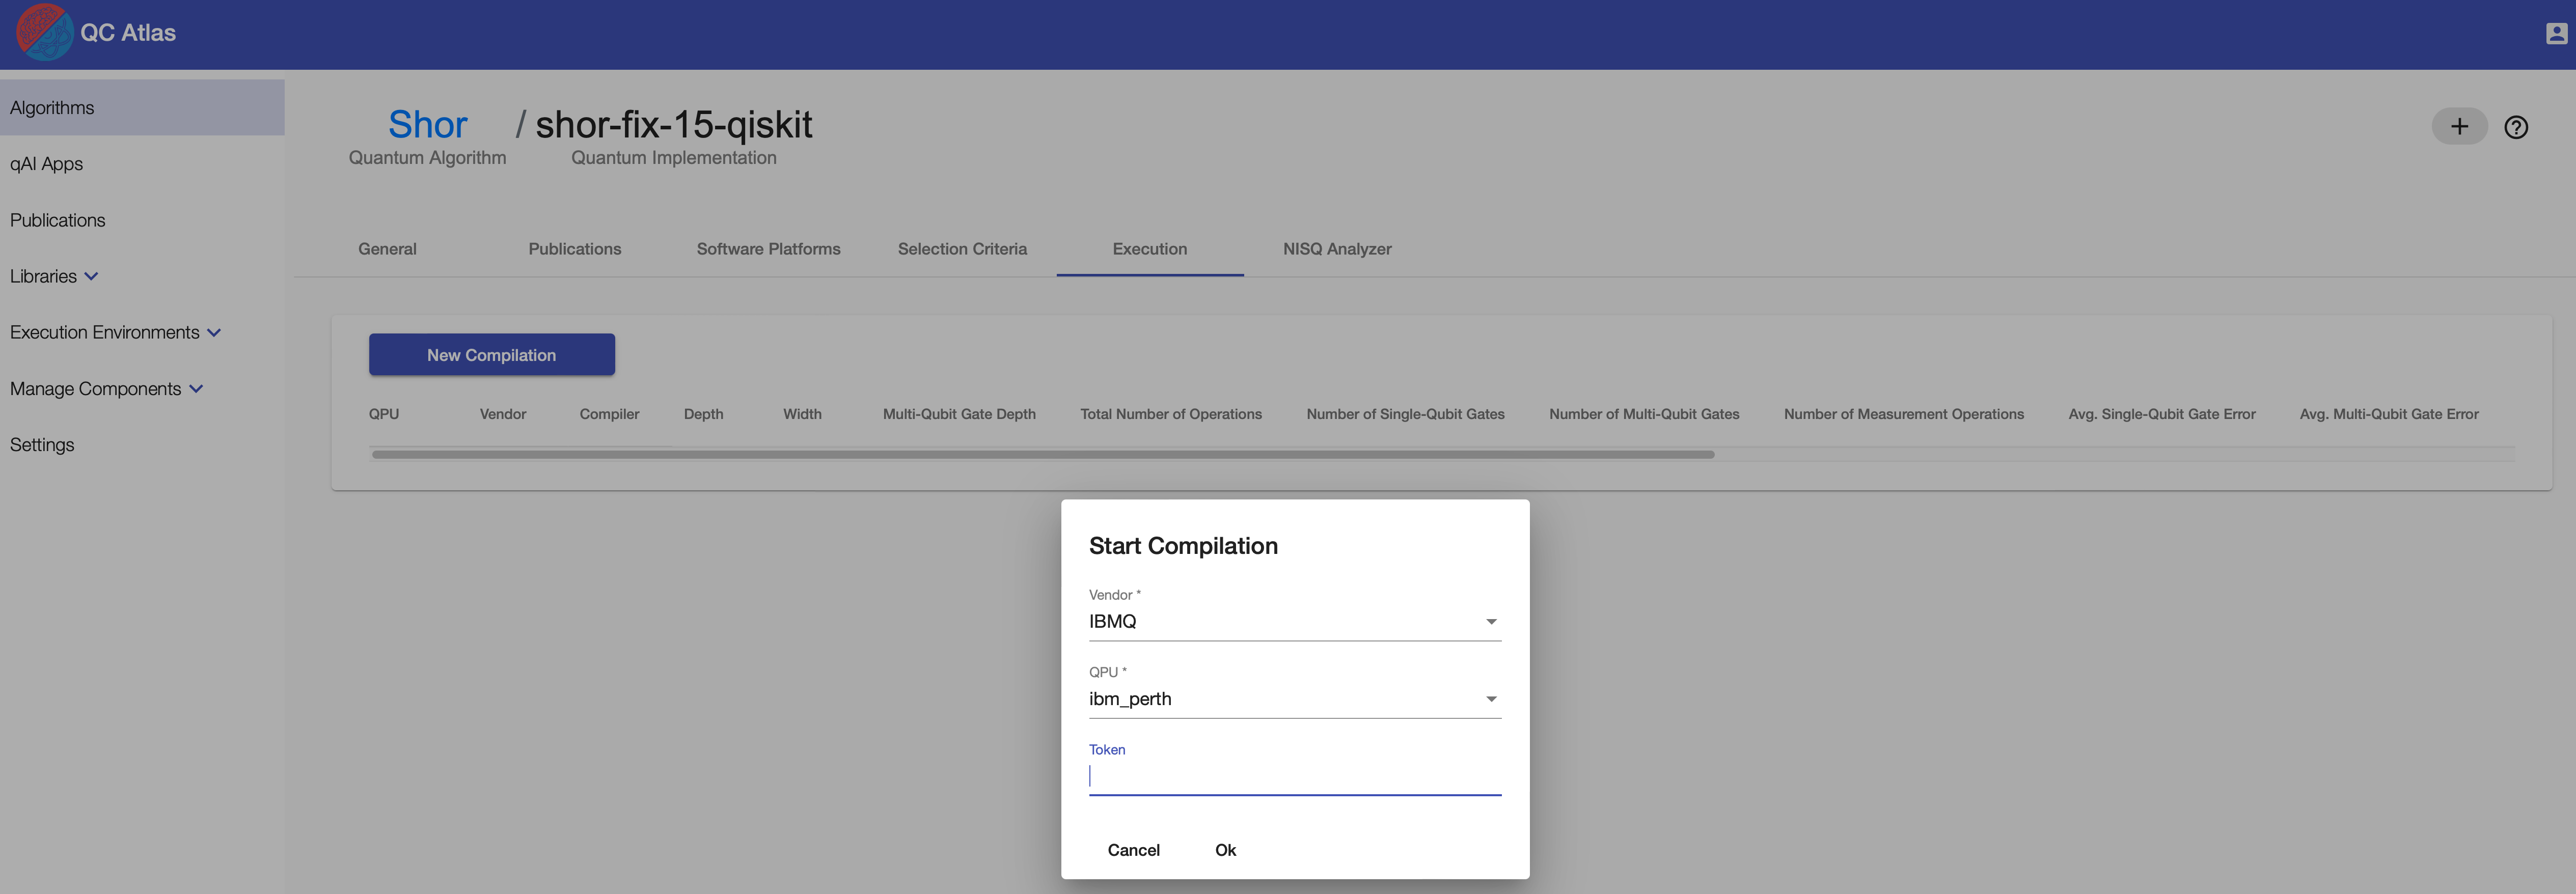 QC Atlas
Algorithms
qAI Apps
Publications
Libraries
Execution Environments
Manage Components
Settings
Shor / shor-fix-15-qiskit
Quantum Algorithm Quantum Implementation
General Publications Software Platforms Selection Criteria Execution NISQ Analyzer
New Compilation
QPU Vendor Compiler Depth Width Multi-Qubit Gate Depth Total Number of Operations Number of Single-Qubit Gates Number of Multi-Qubit Gates Number of Measurement Operations Avg. Single-Qubit Gate Error Avg. Multi-Qubit Gate Error
Start Compilation
Vendor *
IBMQ
QPU *
ibm_perth
Token
Cancel Ok